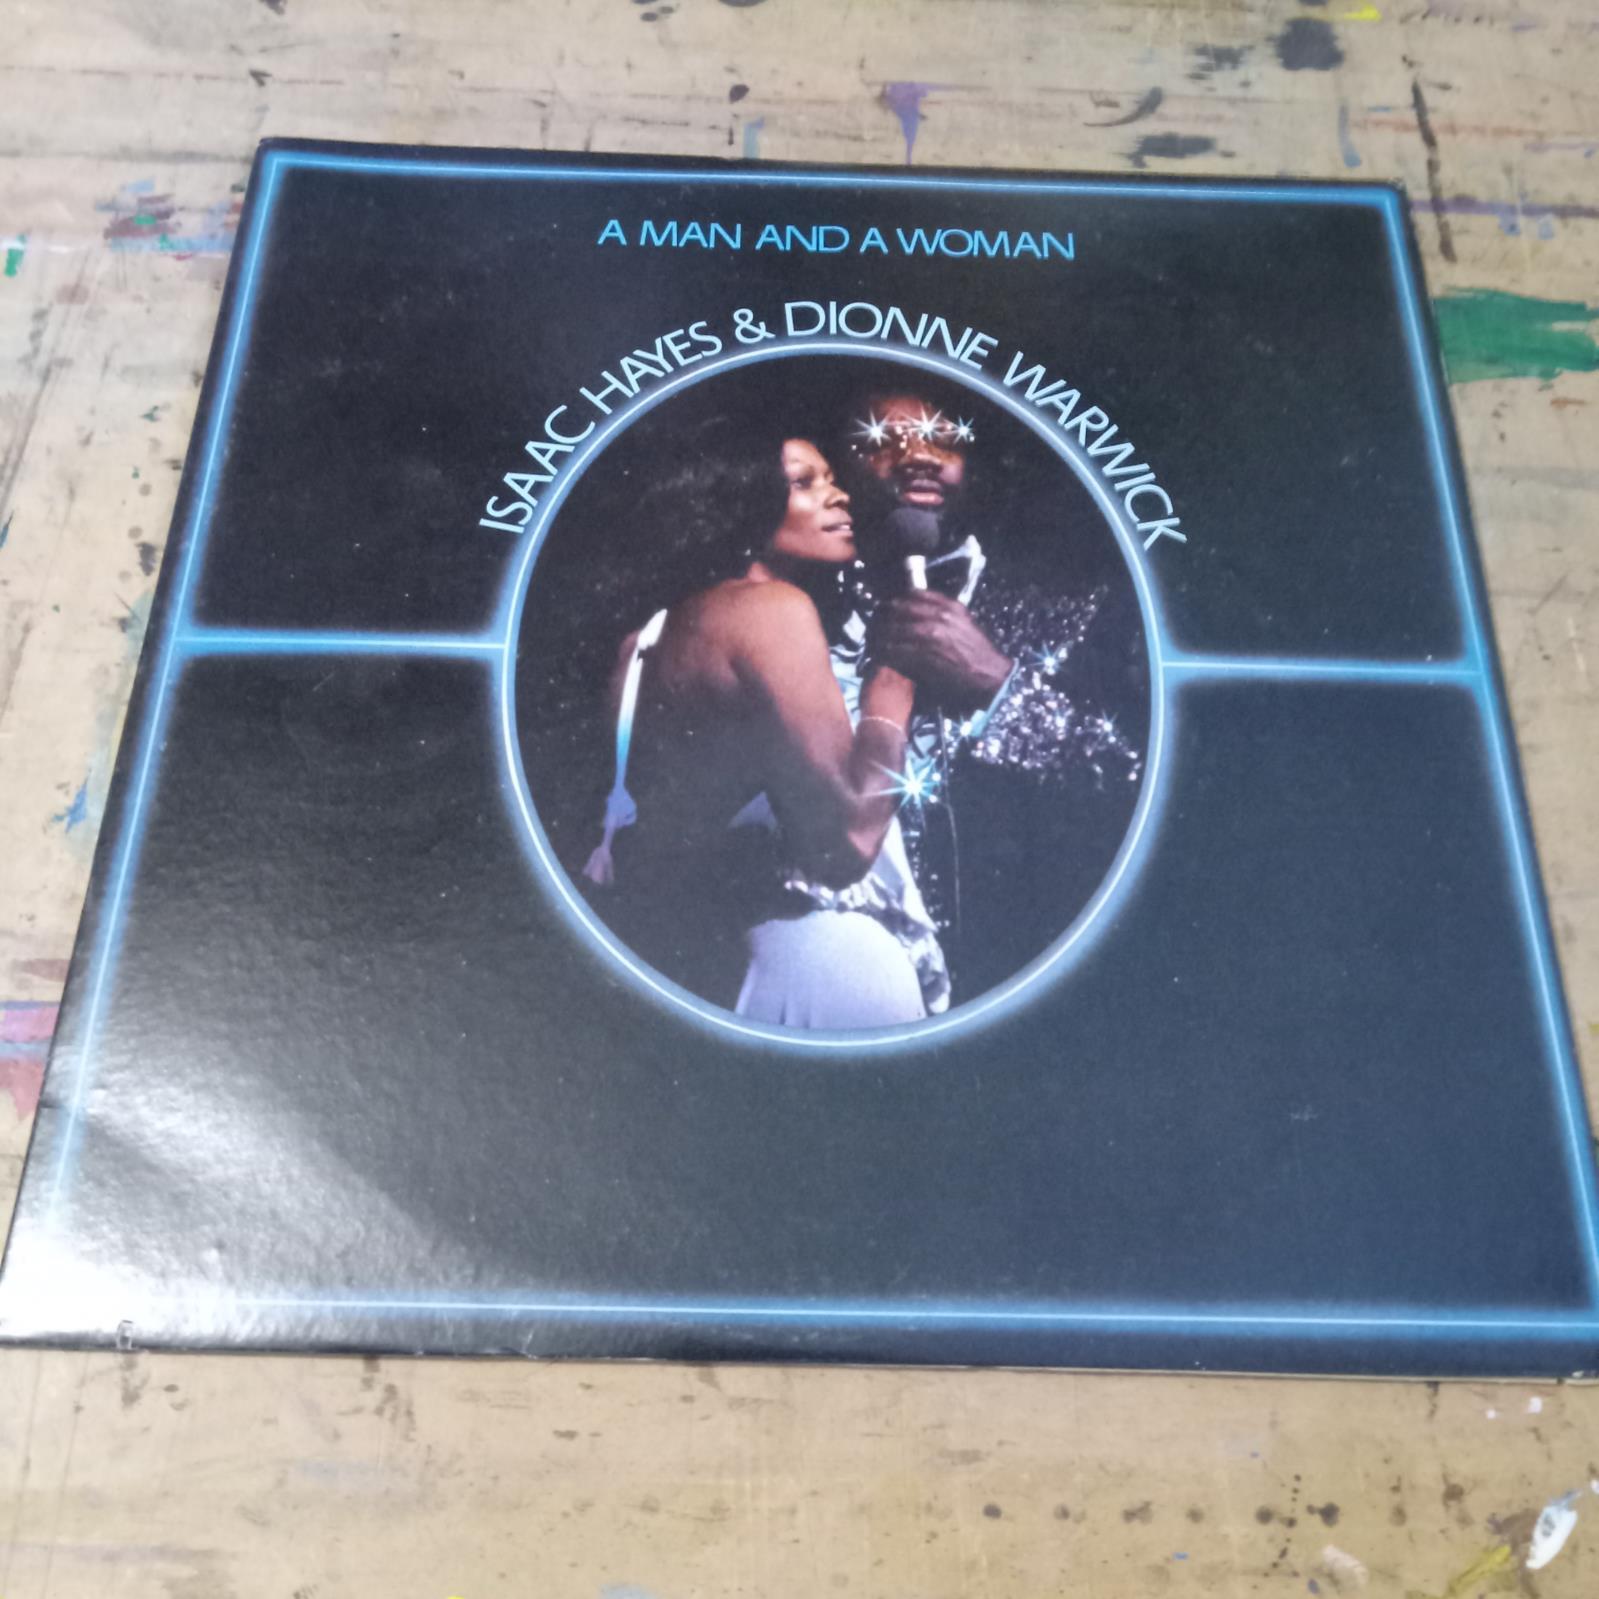 A MAN AND A WOMAN
ISAAC HAYES & DIONNE WARWICK